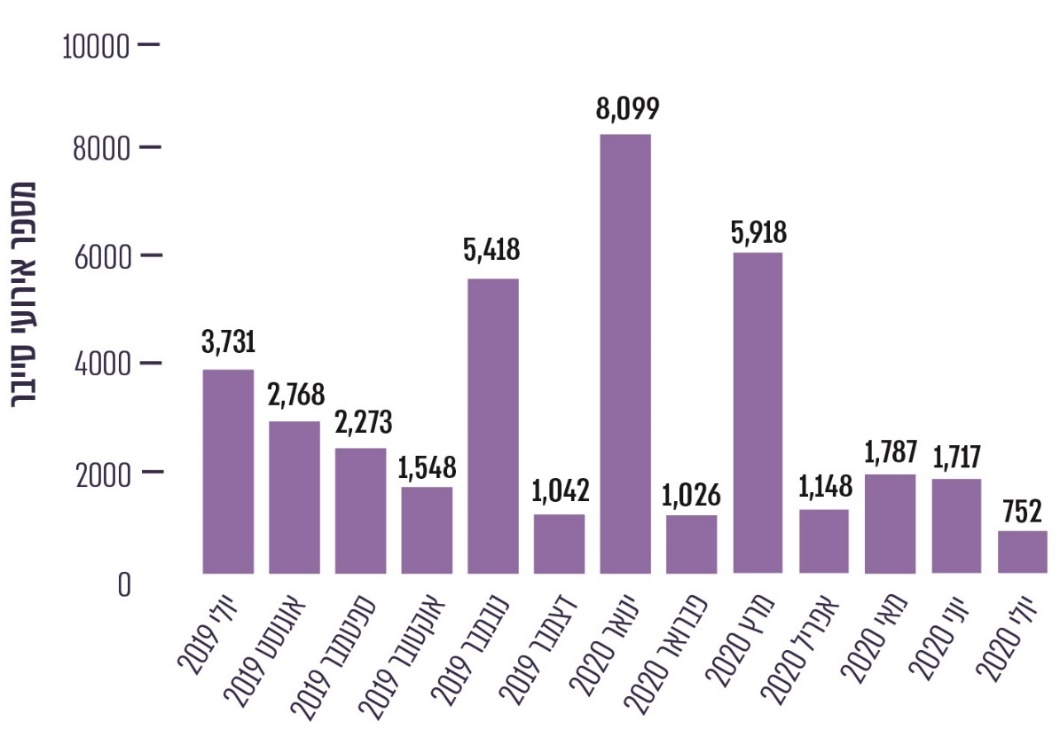 מספר אירועי סייבר
10000
8000
6000
4000
2000
0
3,731
2,768
2,273
1,548
5,418
1,042
8,099
1,026
5,918
1,148
1,787
1,717
752
יולי 2019
אוגוסט 2019
ספטמבר 2019
אוקטובר 2019
נובמבר 2019
דצמבר 2019
ינואר 2020
פברואר 2020
מרץ 2020
אפריל 2020
מאי 2020
יוני 2020
יולי 2020